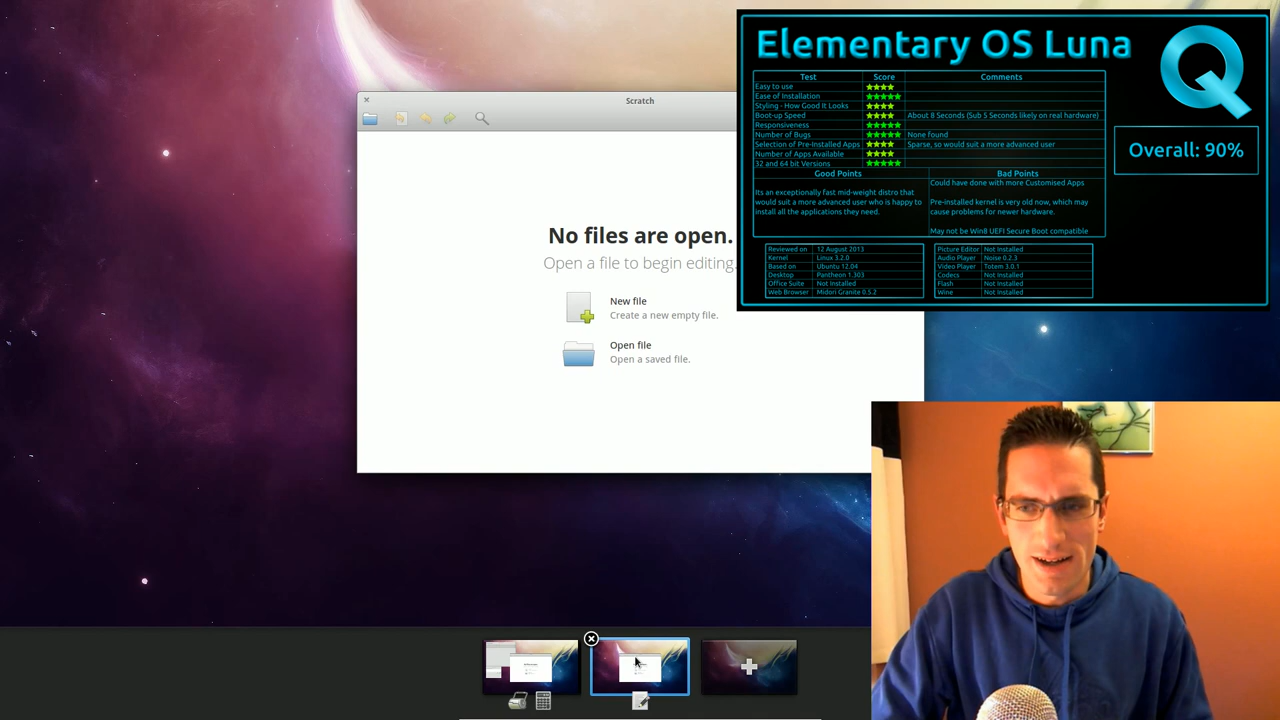 Elementary OS Luna
Q
Test Score Comments
Easy to use
Ease of Installation
Styling - How Good It Looks
Boot-up Speed About 8 Seconds (Sub 5 Seconds likely on real hardware)
Responsiveness
Number of Bugs None found
Selection of Pre-Installed Apps Sparse, so would suit a more advanced user
Number of Apps Available
32 and 64 bit Versions
Overall: 90%
Good Points
Its an exceptionally fast mid-weight distro that
would suit a more advanced user who is happy to
install all the applications they need.
Bad Points
Could have done with more Customised Apps
Pre-installed kernel is very old now, which may
cause problems for newer hardware.
May not be Win8 UEFI Secure Boot compatible
Reviewed on 12 August 2013
Kernel Linux 3.2.0
Based on Ubuntu 12.04
Desktop Pantheon 1.303
Office Suite Not Installed
Web Browser Midori Granite 0.5.2
Picture Editor Not Installed
Audio Player Noise 0.2.3
Video Player Totem 3.0.1
Codecs Not Installed
Flash Not Installed
Wine Not Installed
Scratch
No files are open.
Open a file to begin editing.
New file
Create a new empty file.
Open file
Open a saved file.